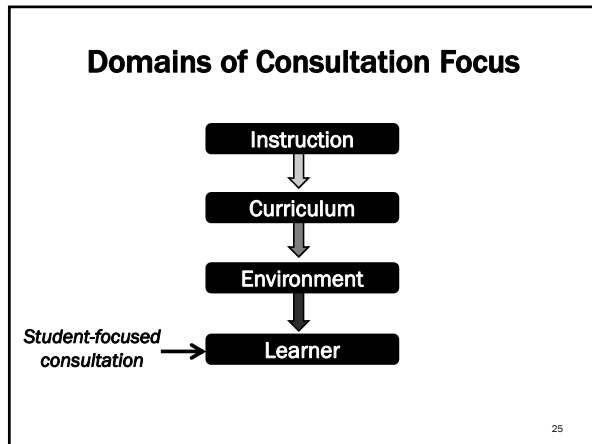 Domains of Consultation Focus
Instruction
Curriculum
Environment
Learner
Student-focused
consultation
25